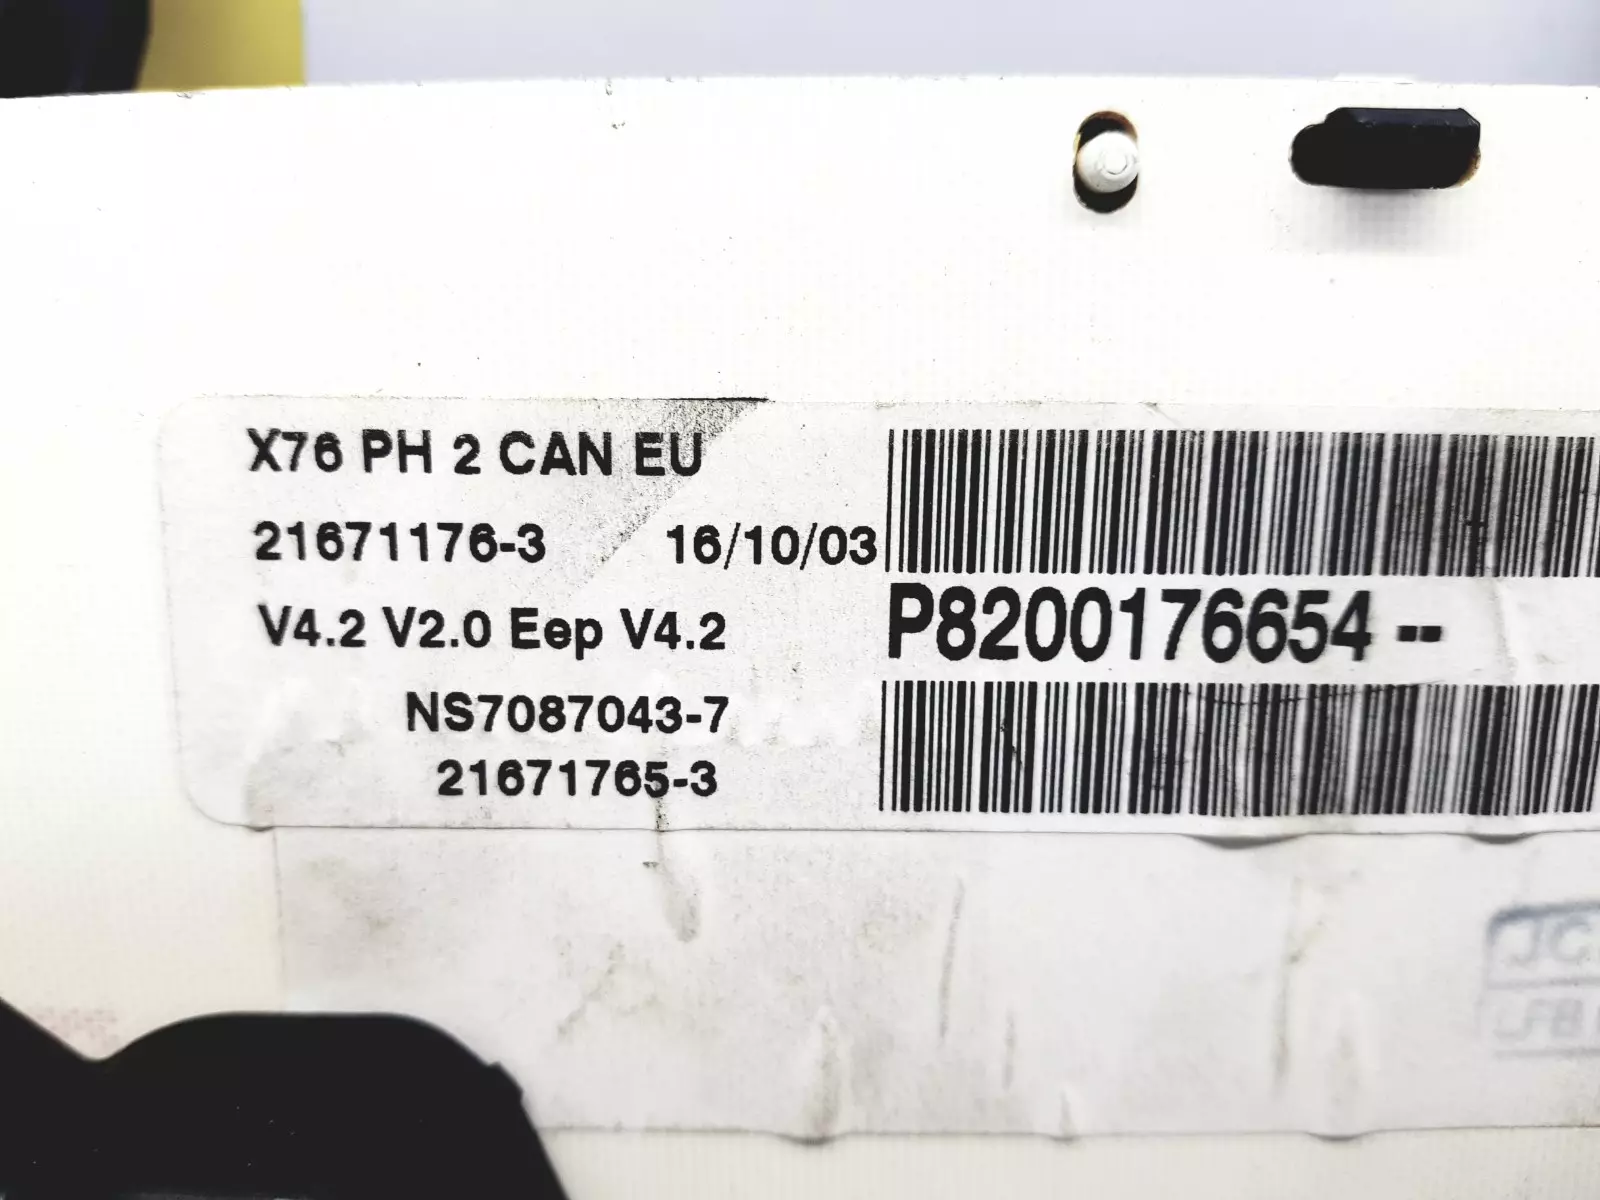 X76 PH 2 CAN EU
21671176-3 16/10/03
V4.2 V2.0 Eep V4.2
P8200176654 --
NS7087043-7
21671765-3